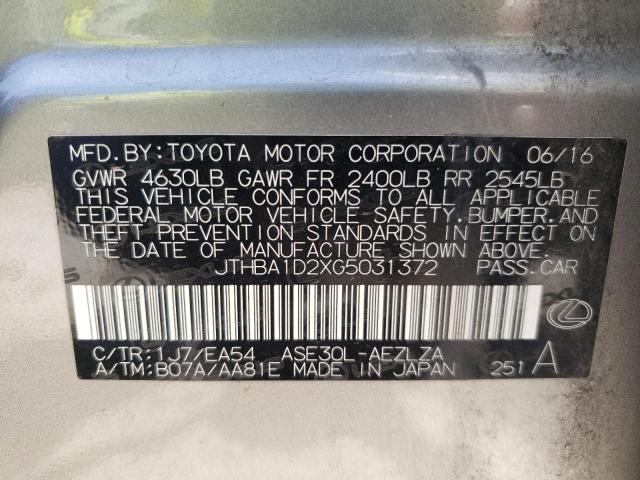 MFD.BY:TOYOTA MOTOR CORPORATION 06/16
GVWR 4630LB GAWR FR 2400LB RR 2545LB
THIS VEHICLE CONFORMS TO ALL APPLICABLE
FEDERAL MOTOR VEHICLE SAFETY,BUMPER,AND
THEFT PREVENTION STANDARDS IN EFFECT ON
THE DATE OF MANUFACTURE SHOWN ABOVE.
JTHBA1D2XG5031372 PASS.CAR
C/TR:1J7/EA54 ASE30L-AEZLZA
A/TM:B07A/AA81E MADE IN JAPAN 251 A